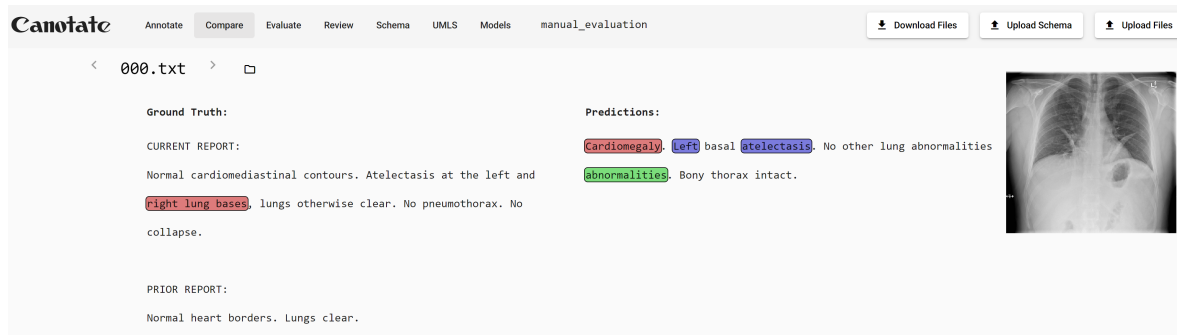 Canotate Annotate Compare Evaluate Review Schema UMLS Models manual_evaluation Download Files Upload Schema Upload Files
< 000.txt >
Ground Truth:
CURRENT REPORT:
Normal cardiomediastinal contours. Atelectasis at the left and
right lung bases, lungs otherwise clear. No pneumothorax. No
collapse.
PRIOR REPORT:
Normal heart borders. Lungs clear.
Predictions:
Cardiomegaly. Left basal atelectasis. No other lung abnormalities
abnormalities. Bony thorax intact.